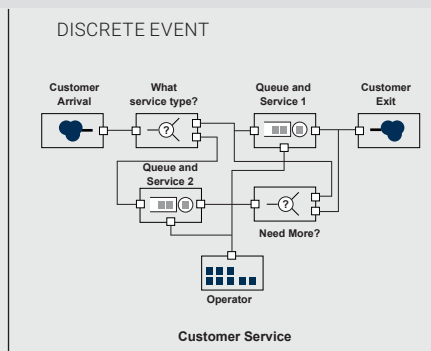 DISCRETE EVENT
Customer
Arrival
What
service type?
Queue and
Service 1
Customer
Exit
?
Queue and
Service 2
?
Need More?
Operator
Customer Service